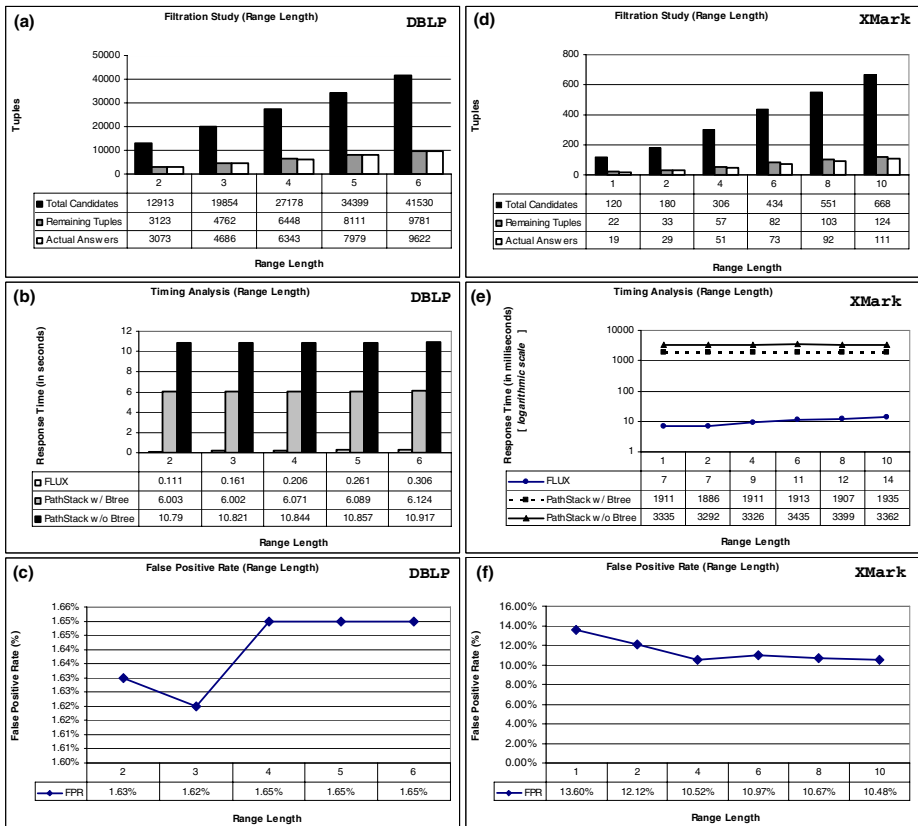 (a)
Filtration Study (Range Length)
DBLP
Tuples
50000
40000
30000
20000
10000
0
2 3 4 5 6
Total Candidates 12913 19854 27178 34399 41530
Remaining Tuples 3123 4762 6448 8111 9781
Actual Answers 3073 4686 6343 7979 9622
Range Length
(d)
Filtration Study (Range Length)
XMark
Tuples
800
600
400
200
0
1 2 4 6 8 10
Total Candidates 120 180 306 434 551 668
Remaining Tuples 22 33 57 82 103 124
Actual Answers 19 29 51 73 92 111
Range Length
(b)
Timing Analysis (Range Length)
DBLP
Response Time (in seconds)
12
10
8
6
4
2
0
2 3 4 5 6
FLUX 0.111 0.161 0.206 0.261 0.306
PathStack w/ Btree 6.003 6.002 6.071 6.089 6.124
PathStack w/o Btree 10.79 10.821 10.844 10.857 10.917
Range Length
(e)
Timing Analysis (Range Length)
XMark
Response Time (in milliseconds)
[ logarithmic scale ]
10000
1000
100
10
1
1 2 4 6 8 10
FLUX 7 7 9 11 12 14
PathStack w/ Btree 1911 1886 1911 1913 1907 1935
PathStack w/o Btree 3335 3292 3326 3435 3399 3362
Range Length
(c)
False Positive Rate (Range Length)
DBLP
False Positive Rate (%)
1.66%
1.65%
1.64%
1.63%
1.62%
1.61%
1.60%
2 3 4 5 6
FPR 1.63% 1.62% 1.65% 1.65% 1.65%
Range Length
(f)
False Positive Rate (Range Length)
XMark
False Positive Rate (%)
16.00%
14.00%
12.00%
10.00%
8.00%
6.00%
4.00%
2.00%
0.00%
1 2 4 6 8 10
FPR 13.60% 12.12% 10.52% 10.97% 10.67% 10.48%
Range Length